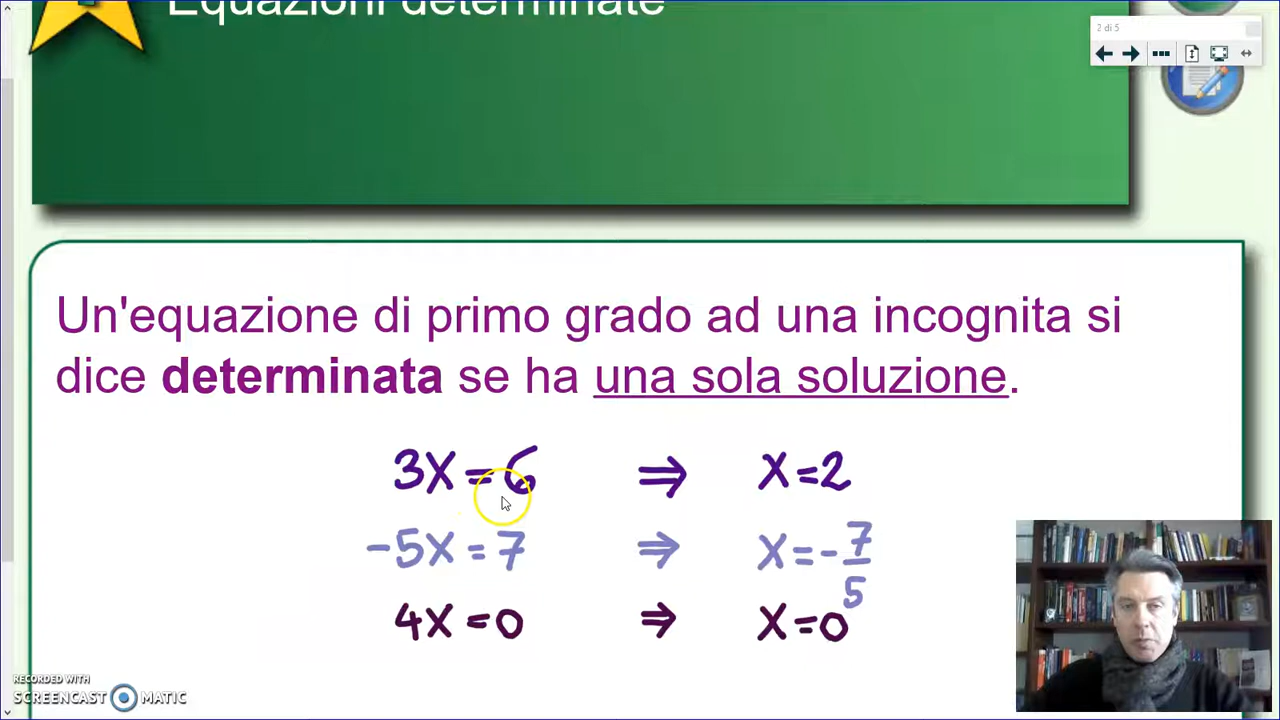 Equazioni determinate
2 di 5
Un'equazione di primo grado ad una incognita si
dice determinata se ha una sola soluzione.
3x=6 ⇒ x=2
-5x=7 ⇒ x=-7/5
4x=0 ⇒ x=0
RECORDED WITH
SCREENCAST MATIC